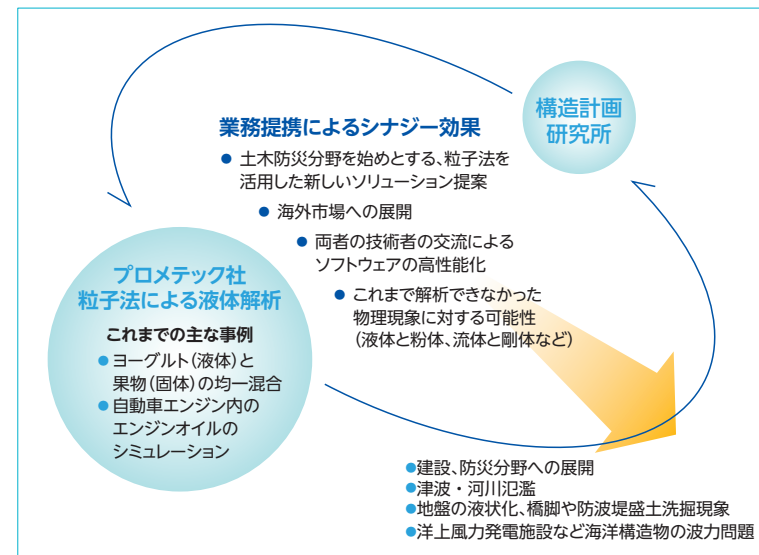 構造計画
研究所
業務提携によるシナジー効果
● 土木防災分野を始めとする、粒子法を
活用した新しいソリューション提案
● 海外市場への展開
● 両者の技術者の交流による
ソフトウェアの高性能化
● これまで解析できなかった
物理現象に対する可能性
(液体と粉体、流体と剛体など)
プロメテック社
粒子法による液体解析
これまでの主な事例
● ヨーグルト(液体)と
果物(固体)の均一混合
● 自動車エンジン内の
エンジンオイルの
シミュレーション
●建設、防災分野への展開
●津波・河川氾濫
●地盤の液状化、橋脚や防波堤盛土洗掘現象
●洋上風力発電施設など海洋構造物の波力問題